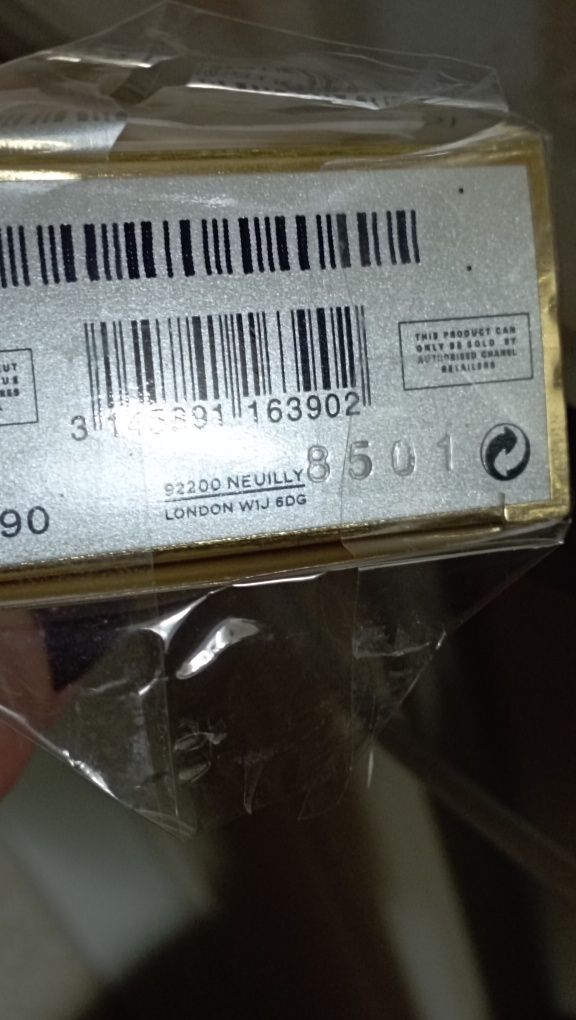 CUT
THIS PRODUCT CAN
ONLY BE SOLD BY
AUTHORISED CHANEL
RETAILERS
3 145891 163902
8501
92200 NEUILLY
LONDON W1J 6DG
90